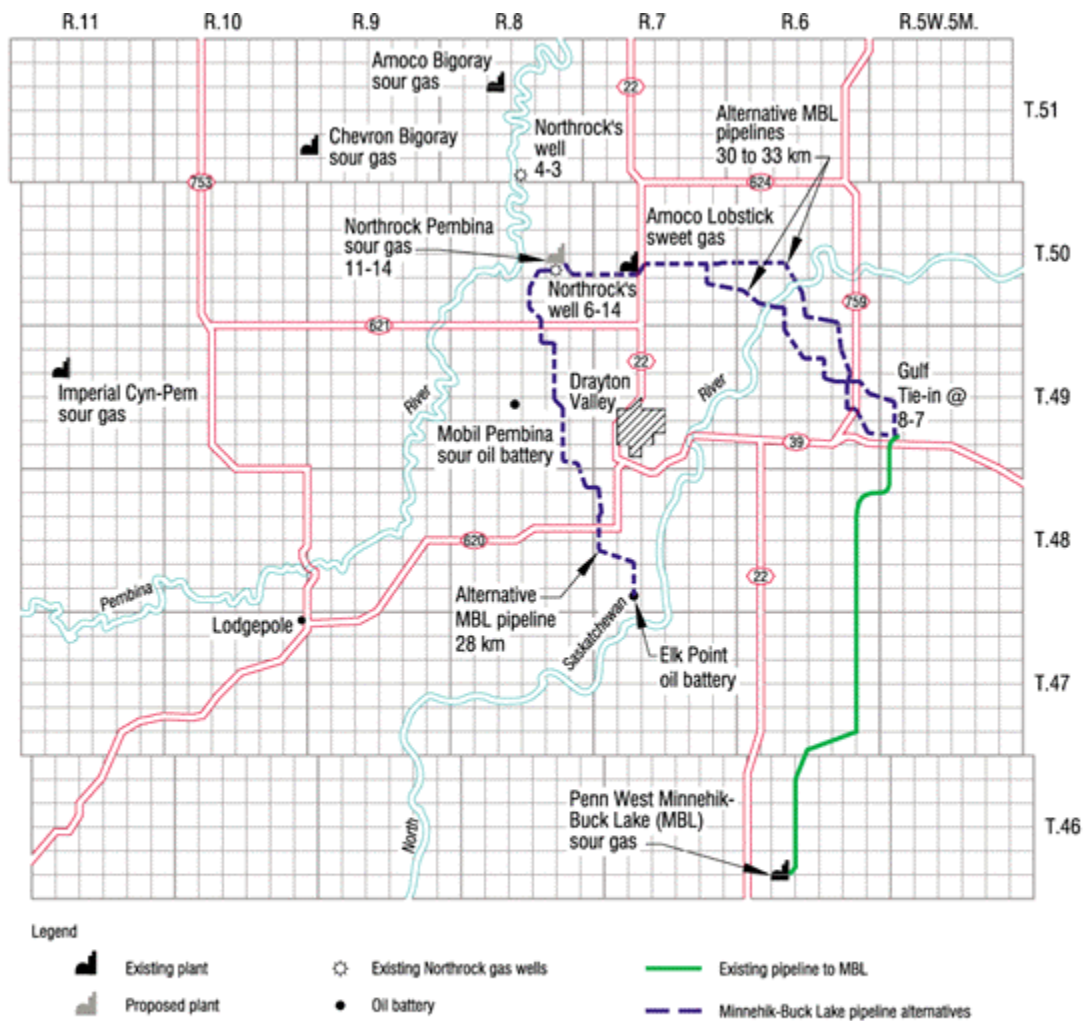 R.11
R.10
R.9
R.8
R.7
R.6
R.5W.5M.
Amoco Bigoray
sour gas
22
T.51
Alternative MBL
pipelines
30 to 33 km
Chevron Bigoray
sour gas
Northrock's
well
4-3
753
624
Northrock Pembina
sour gas
11-14
Amoco Lobstick
sweet gas
T.50
Northrock's
well 6-14
759
621
22
Imperial Cyn-Pem
sour gas
River
Drayton
Valley
River
Gulf
Tie-in @
8-7
T.49
Mobil Pembina
sour oil battery
39
620
T.48
22
Pembina
Alternative
MBL pipeline
28 km
Saskatchewan
Lodgepole
Elk Point
oil battery
T.47
Penn West Minnehik-
Buck Lake (MBL)
sour gas
North
T.46
Legend
Existing plant
Existing Northrock gas wells
Existing pipeline to MBL
Proposed plant
Oil battery
Minnehik-Buck Lake pipeline alternatives